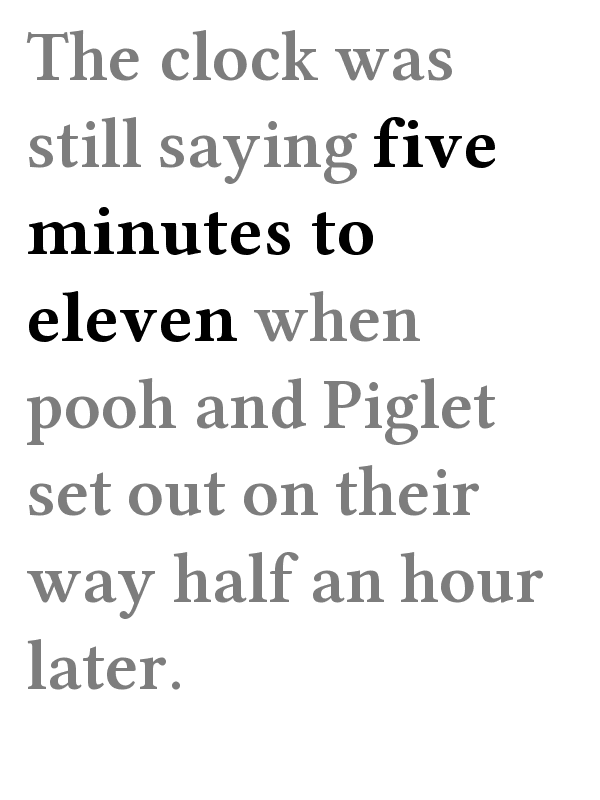 The clock was
still saying five
minutes to
eleven when
pooh and Piglet
set out on their
way half an hour
later.